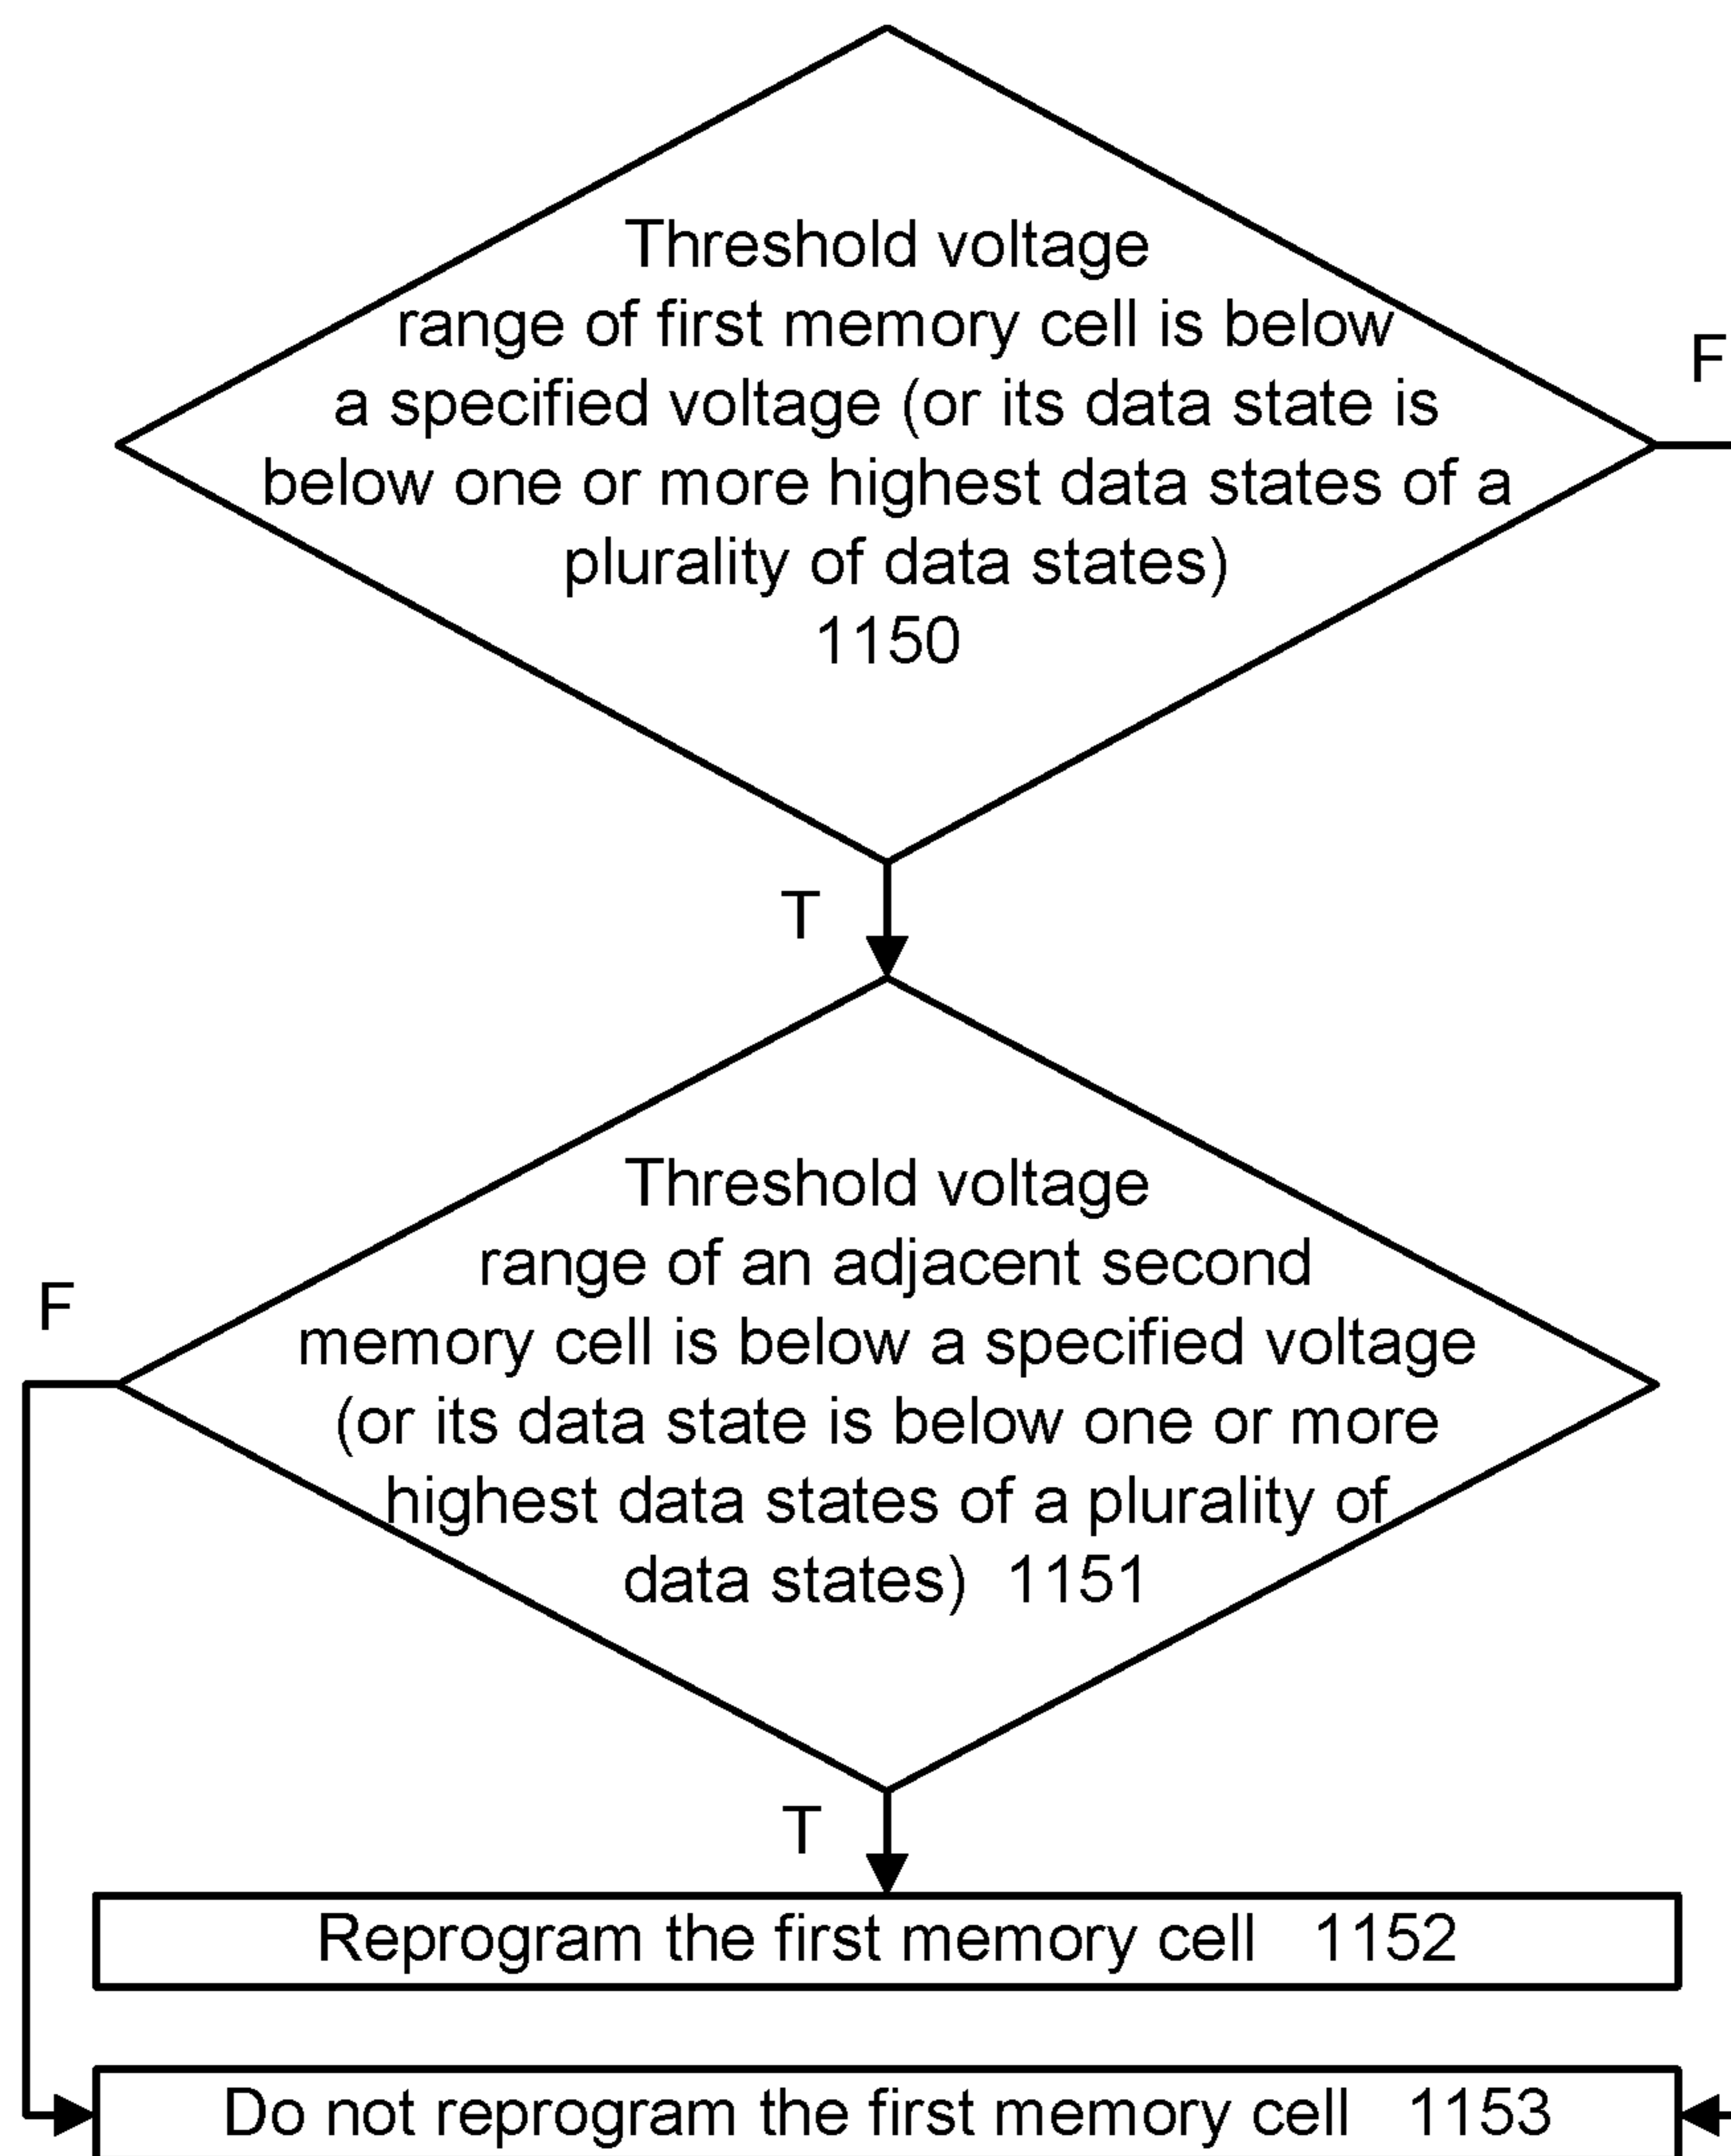 Threshold voltage
range of first memory cell is below
F
a specified voltage (or its data state is
below one or more highest data states of a
plurality of data states)
1150
T
Threshold voltage
range of an adjacent second
F
memory cell is below a specified voltage
(or its data state is below one or more
highest data states of a plurality of
data states) 1151
T
Reprogram the first memory cell 1152
Do not reprogram the first memory cell 1153